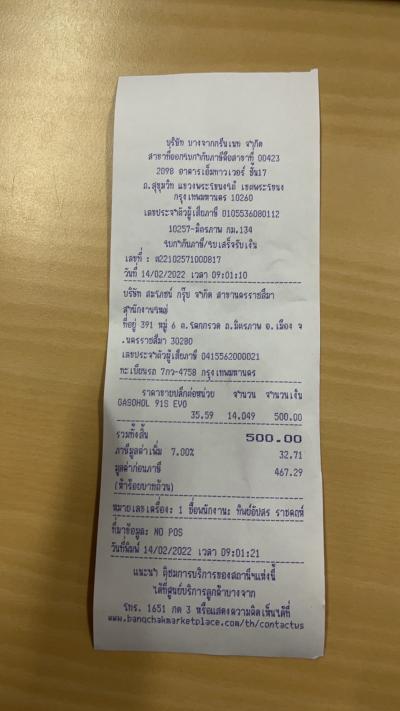 บริษัท บางจากกรีนเนท จำกัด
สาขาที่ออกใบกำกับภาษีคือสาขาที่ 00423
2098 อาคารเอ็มทาวเวอร์ ชั้น17
ถ.สุขุมวิท แขวงพระโขนงใต้ เขตพระโขนง
กรุงเทพมหานคร 10260
เลขประจำตัวผู้เสียภาษี 0105536080112
10257-มิตรภาพ กม.134
ใบกำกับภาษี/ใบเสร็จรับเงิน
เลขที่ : 22102571000817
วันที่ 14/02/2022 เวลา 09:01:10
บริษัท กรุ๊ป จำกัด สาขานครราชสีมา
สำนักงานใหญ่
ที่อยู่ 391 หมู่ 6 ต.โคกกรวด ถ.มิตรภาพ อ.เมือง จ
.นครราชสีมา 30280
เลขประจำตัวผู้เสียภาษี 0415562000021
ทะเบียนรถ 7กว-4758 กรุงเทพมหานคร
ราคาขายปลีกต่อหน่วย จำนวน จำนวนเงิน
GASOHOL 91S EVO
35.59 14.049 500.00
รวมทั้งสิ้น 500.00
ภาษีมูลค่าเพิ่ม 7.00% 32.71
มูลค่าก่อนภาษี 467.29
(ห้าร้อยบาทถ้วน)
หมายเลขเครื่อง: 1 ชื่อพนักงาน: ทิพย์อัปสร ราชคฤห์
ที่มาข้อมูล: NO POS
วันที่พิมพ์ 14/02/2022 เวลา 09:01:21
แนะนำ ติชมการบริการของสถานีฯแห่งนี้
ได้ที่ศูนย์บริการลูกค้าบางจาก
โทร. 1651 กด 3 หรือแสดงความคิดเห็นได้ที่
www.bangchakmarketplace.com/th/contactus